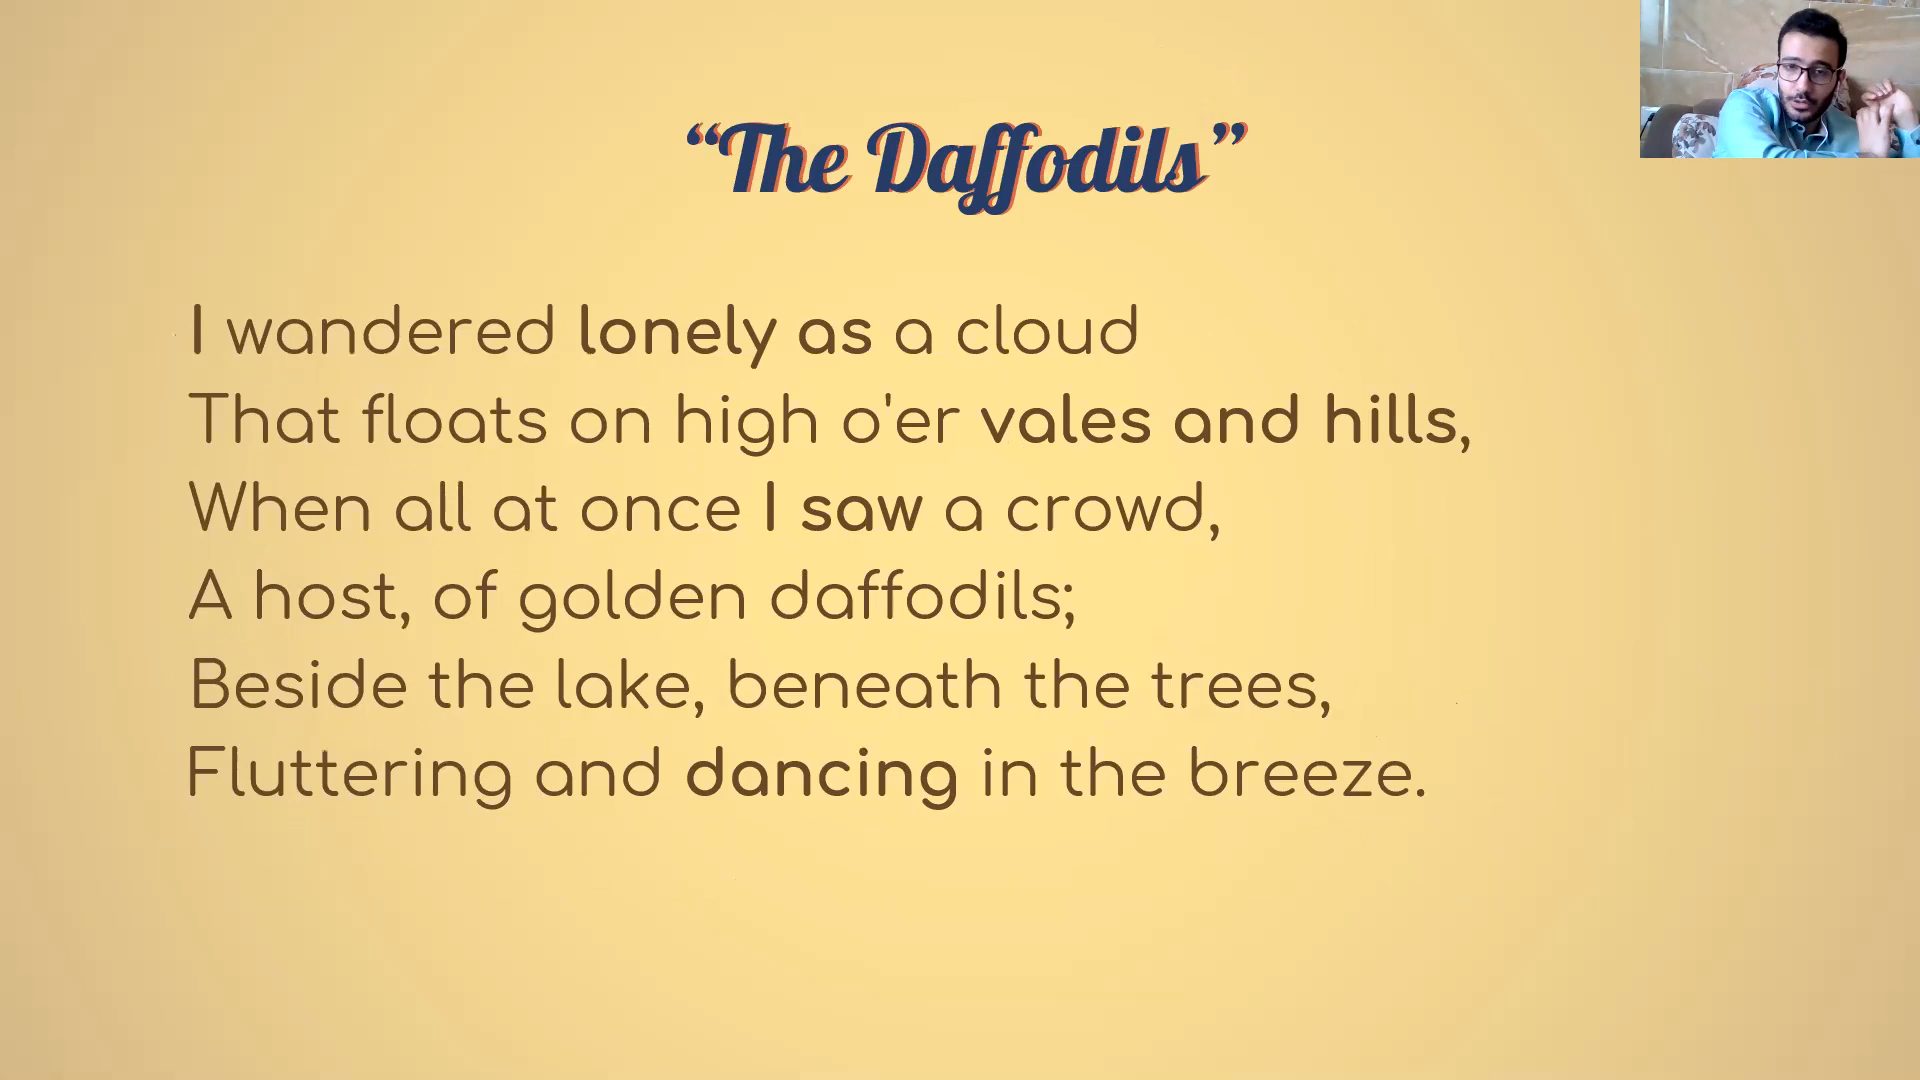 “The Daffodils”
I wandered lonely as a cloud
That floats on high o'er vales and hills,
When all at once I saw a crowd,
A host, of golden daffodils;
Beside the lake, beneath the trees,
Fluttering and dancing in the breeze.